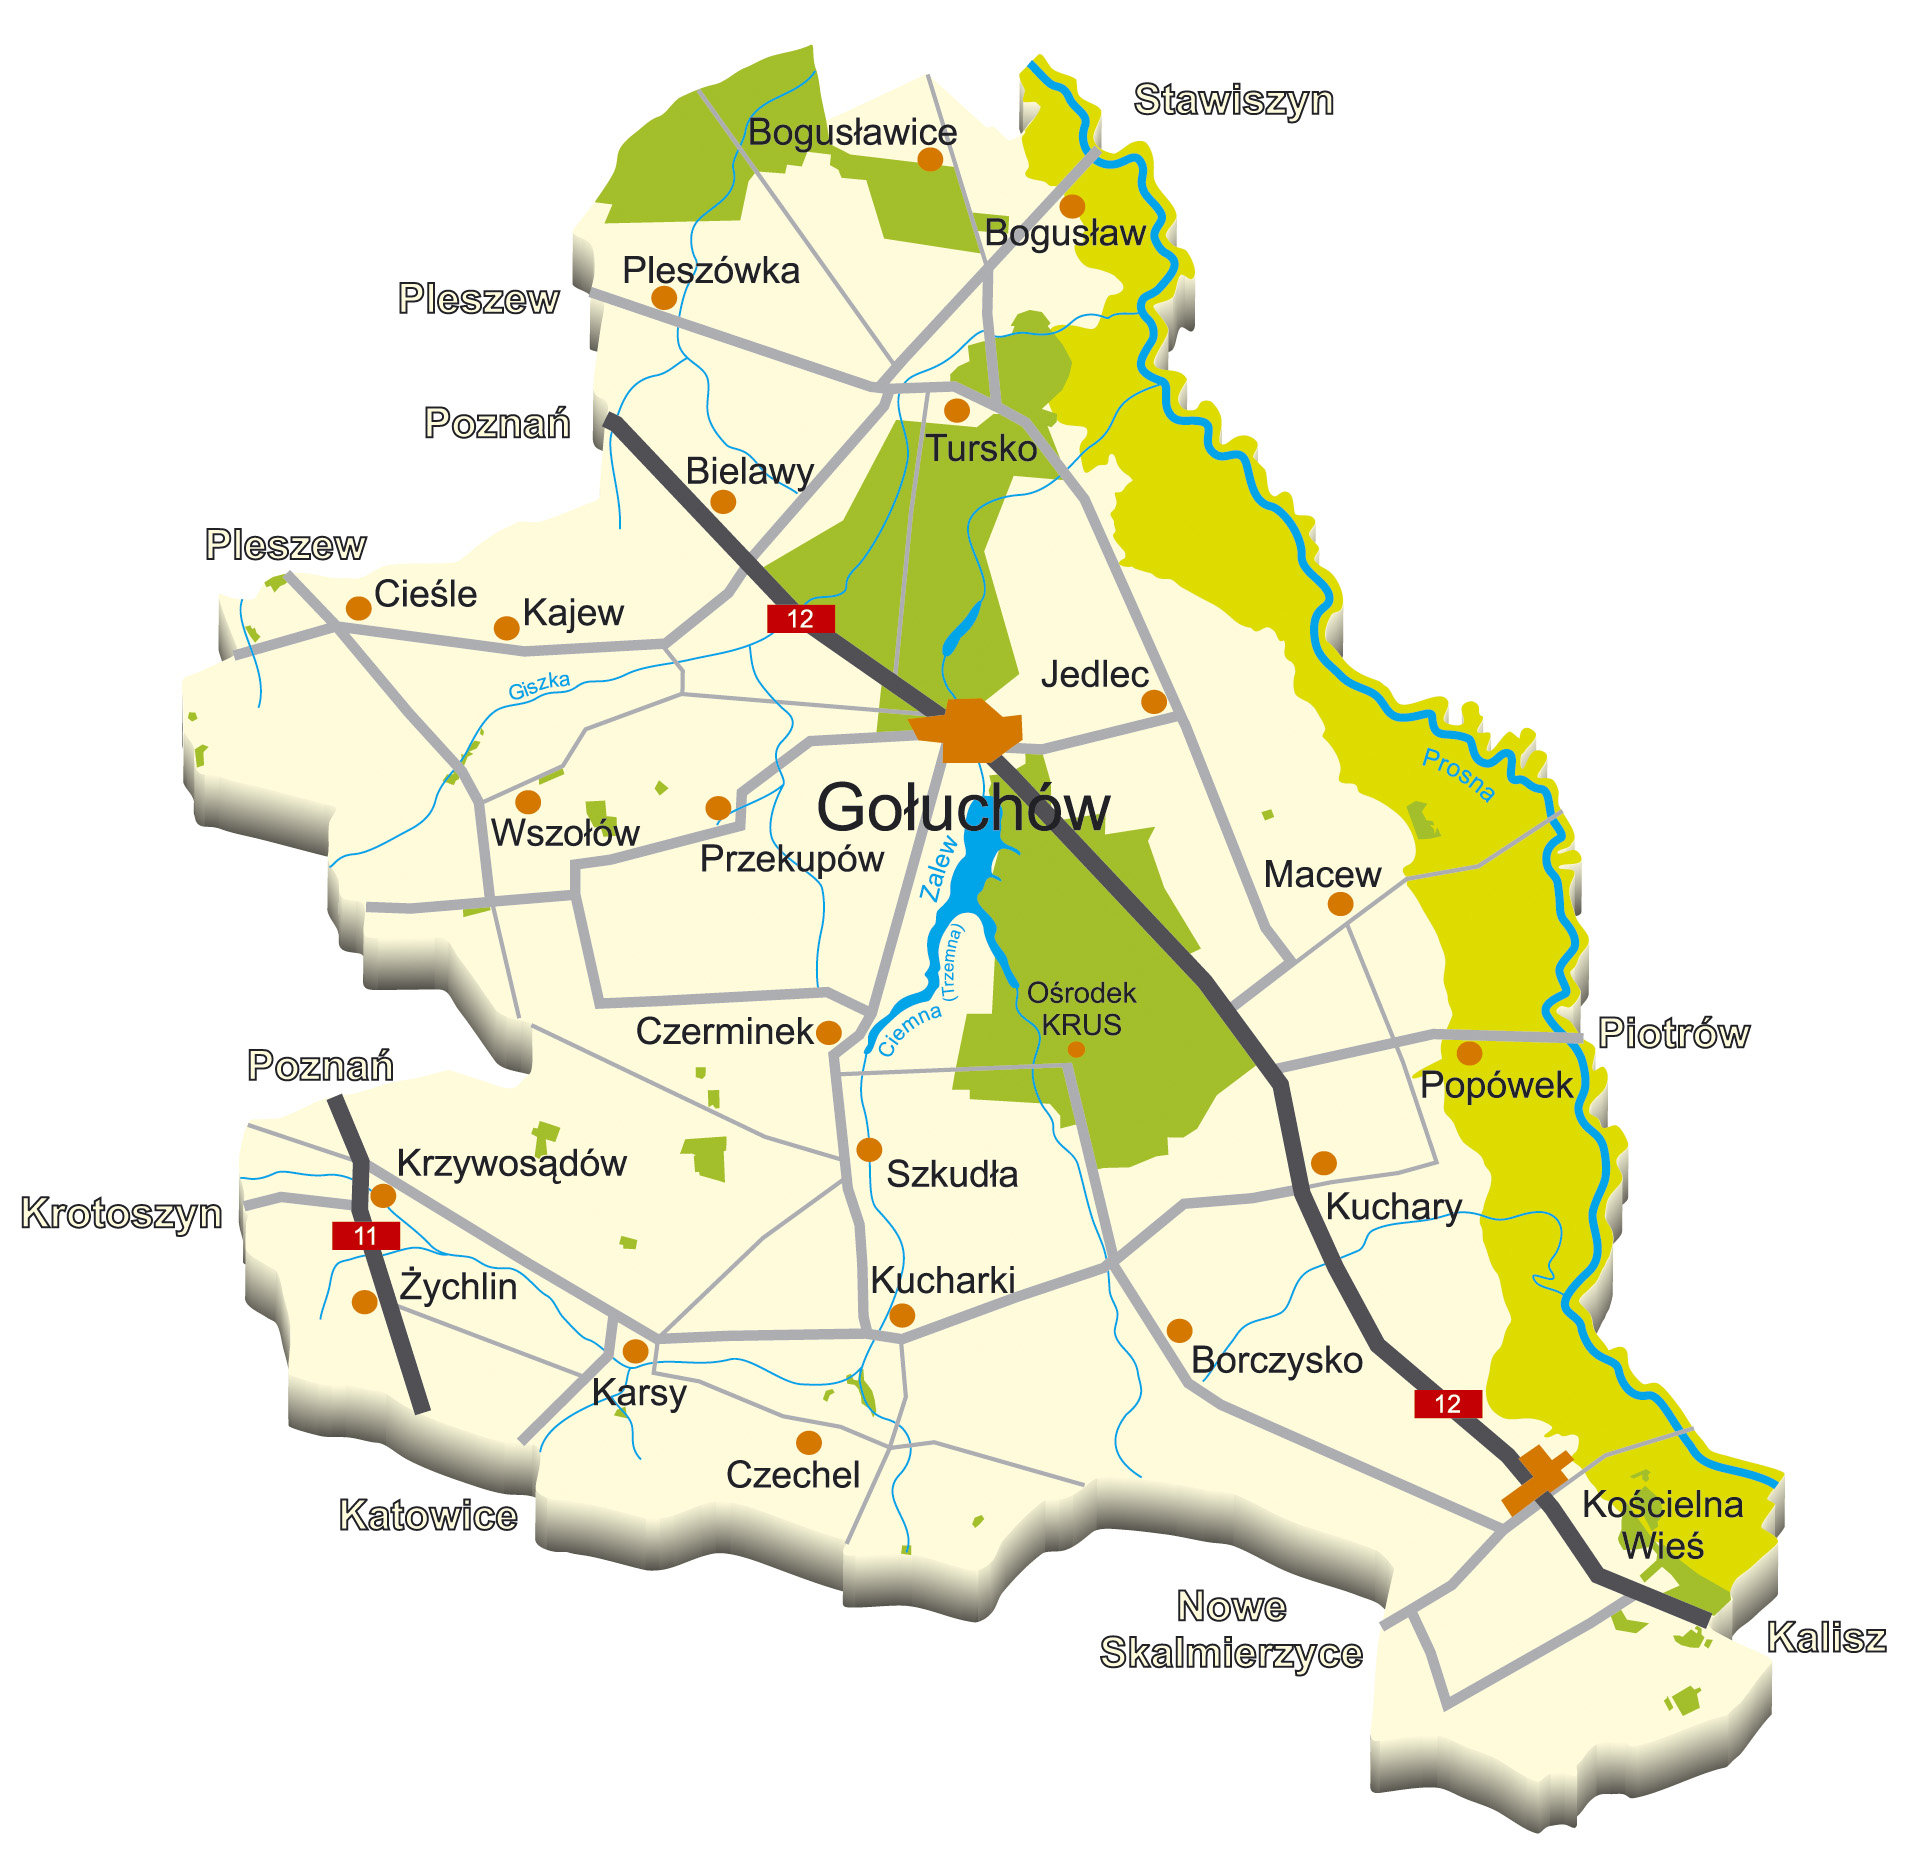 Stawiszyn
Bogusławice
Bogusław
Pleszówka
Pleszew
Poznań
Tursko
Bielawy
Pleszew
Cieśle
Kajew
12
Jedlec
Giszka
Prosna
Gołuchów
Wszołów
Przekupów
Zalew
Macew
(Trzemna)
Ośrodek
KRUS
Czerminek
Ciemna
Piotrów
Poznań
Popówek
Krzywosądów
Szkudła
Krotoszyn
Kuchary
11
Żychlin
Kucharki
Borczysko
Karsy
12
Czechel
Katowice
Kościelna
Wieś
Nowe
Skalmierzyce
Kalisz